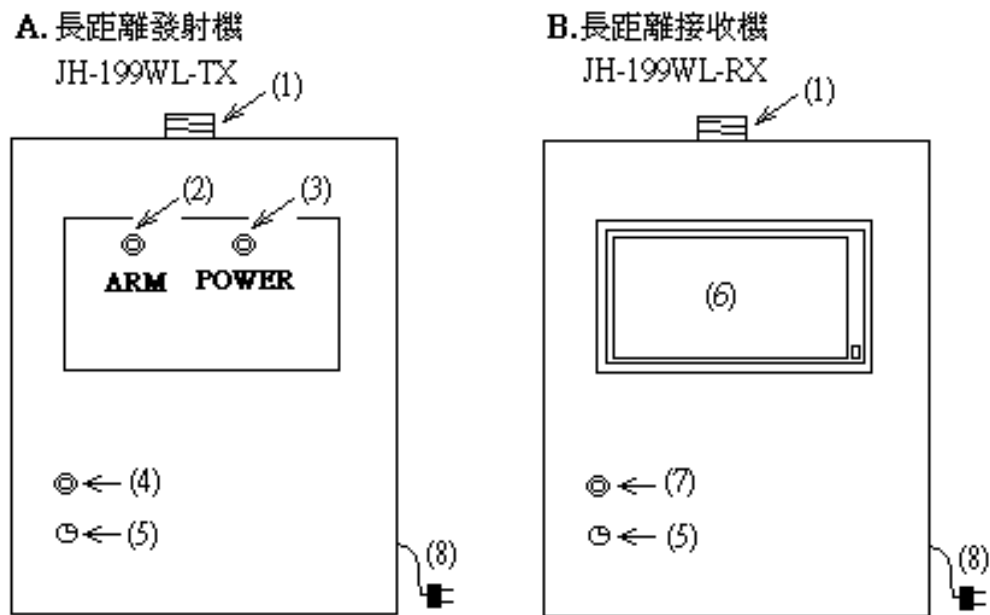 A. 長距離發射機
JH-199WL-TX
(1)
(2)
(3)
ARM
POWER
(4)
(5)
(8)
B.長距離接收機
JH-199WL-RX
(1)
(6)
(7)
(5)
(8)